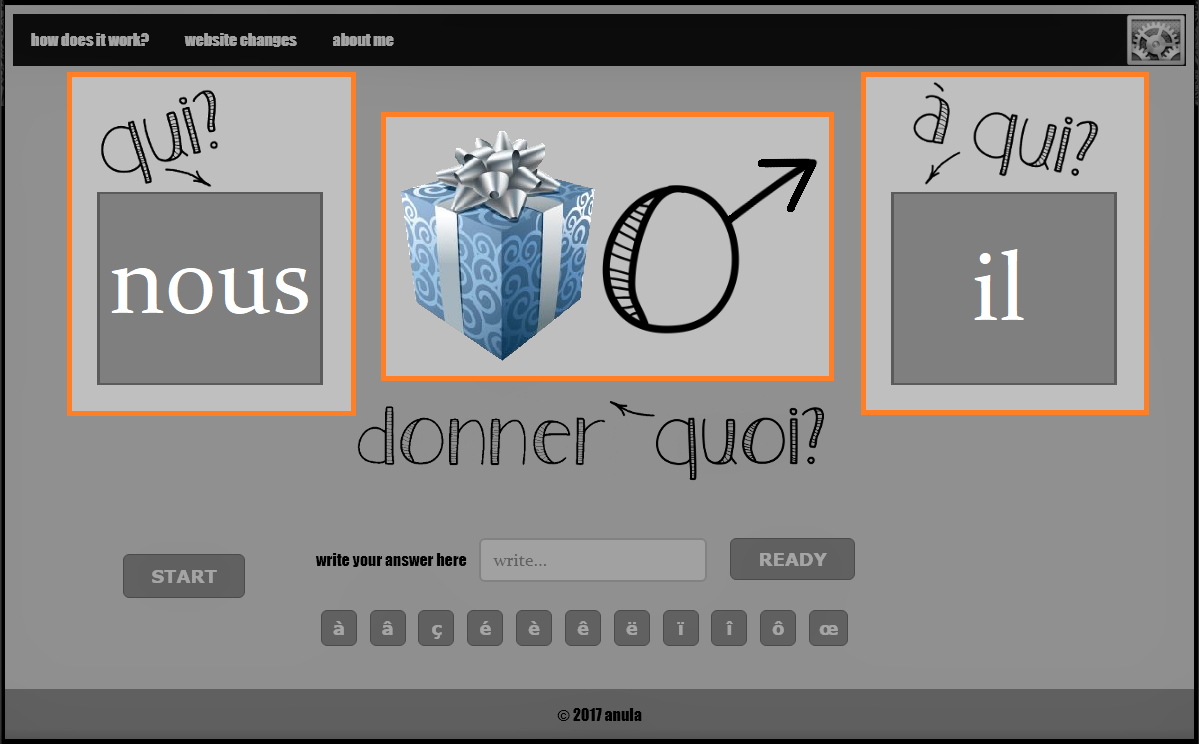 how does it work? website changes about me
qui? à qui?
nous il
donner quoi?
write your answer here write... READY
START
à â ç é è ê ë ï î ô œ
© 2017 anula